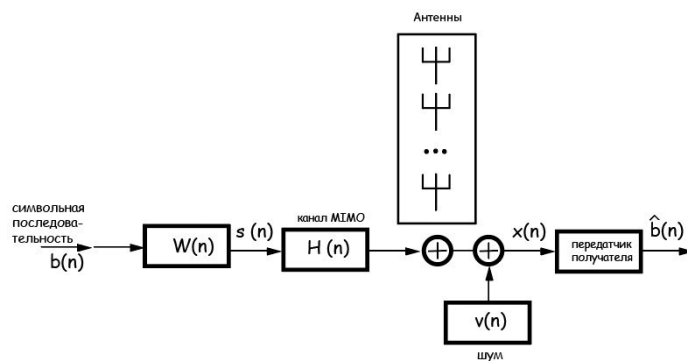 Антенны
...
символьная
последова-
тельность
b(n)
W(n)
s (n)
канал MIMO
H (n)
+
+
x(n)
передатчик
получателя
b̂(n)
v(n)
шум